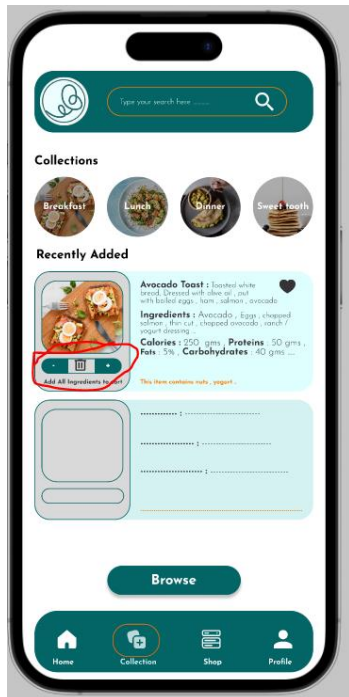 Type your search here .........
Collections
Breakfast
Lunch
Dinner
Sweet tooth
Recently Added
Avocado Toast : Toasted white
bread, Dressed with olive oil , put
with boiled eggs , ham , salmon , avocado
Ingredients : Avocado , Eggs , chopped
salmon , thin cut , chopped avocado , ranch /
yogurt dressing ..
Calories : 250 gms , Proteins : 50 gms ,
Fats : 5% , Carbohydrates : 40 gms ....
- +
Add All Ingredients to cart
This item contains nuts , yogurt ..
............ : ..............................
.................... : ......................
................... : .........................
Browse
Home
Collection
Shop
Profile